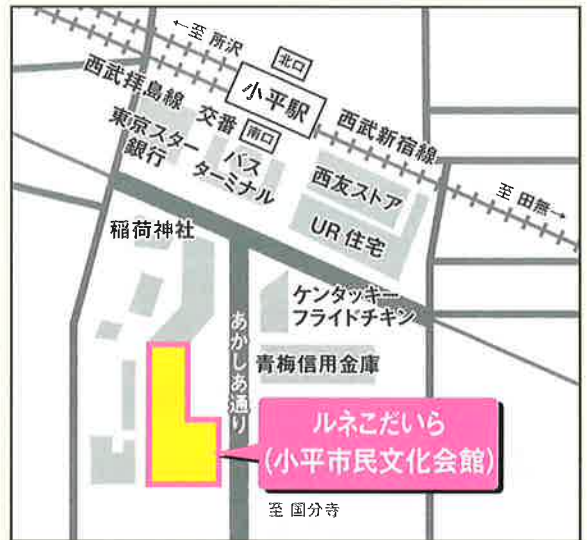 ←至 所沢
北口
小平駅
西武拝島線
交番
南口
西武新宿線
東京スター
銀行
バス
ターミナル
西友ストア
至 田無→
UR 住宅
稲荷神社
ケンタッキー
フライドチキン
あかしあ通り
青梅信用金庫
ルネこだいら
(小平市民文化会館)
至 国分寺